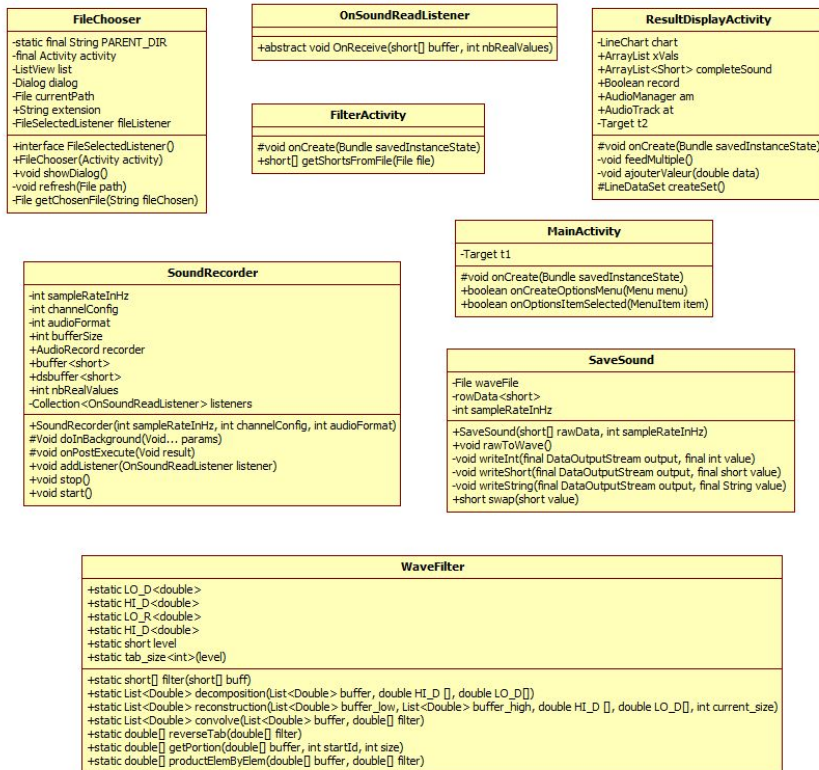 FileChooser
-static final String PARENT_DIR
-final Activity activity
-ListView list
-Dialog dialog
-File currentPath
+String extension
-FileSelectedListener fileListener
+interface FileSelectedListener()
+FileChooser(Activity activity)
+void showDialog()
-void refresh(File path)
-File getChosenFile(String fileChosen)
OnSoundReadListener
+abstract void OnReceive(short[] buffer, int nbRealValues)
FilterActivity
#void onCreate(Bundle savedInstanceState)
+short[] getShortsFromFile(File file)
ResultDisplayActivity
-LineChart chart
+ArrayList xVals
+ArrayList<Short> completeSound
+Boolean record
+AudioManager am
+AudioTrack at
-Target t2
#void onCreate(Bundle savedInstanceState)
-void feedMultiple()
-void ajouterValeur(double data)
#LineDataSet createSet()
MainActivity
-Target t1
#void onCreate(Bundle savedInstanceState)
+boolean onCreateOptionsMenu(Menu menu)
+boolean onOptionsItemSelected(MenuItem item)
SoundRecorder
-int sampleRateInHz
-int channelConfig
-int audioFormat
+int bufferSize
+AudioRecord recorder
+buffer<short>
+dsbuffer<short>
+int nbRealValues
-Collection<OnSoundReadListener> listeners
+SoundRecorder(int sampleRateInHz, int channelConfig, int audioFormat)
#Void doInBackground(Void... params)
#void onPostExecute(Void result)
+void addListener(OnSoundReadListener listener)
+void stop()
+void start()
SaveSound
-File waveFile
-rowData<short>
-int sampleRateInHz
+SaveSound(short[] rawData, int sampleRateInHz)
+void rawToWave()
-void writeInt(final DataOutputStream output, final int value)
-void writeShort(final DataOutputStream output, final short value)
-void writeString(final DataOutputStream output, final String value)
+short swap(short value)
WaveFilter
+static LO_D<double>
+static HI_D<double>
+static LO_R<double>
+static HI_D<double>
+static short level
+static tab_size<int>(level)
+static short[] filter(short[] buff)
+static List<Double> decomposition(List<Double> buffer, double HI_D [], double LO_D[])
+static List<Double> reconstruction(List<Double> buffer_low, List<Double> buffer_high, double HI_D [], double LO_D[], int current_size)
+static List<Double> convolve(List<Double> buffer, double[] filter)
+static double[] reverseTab(double[] filter)
+static double[] getPortion(double[] buffer, int startId, int size)
+static double[] productElemByElem(double[] buffer, double[] filter)